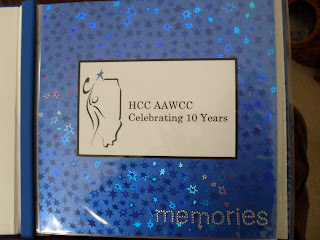 HCC AAWCC
Celebrating 10 Years
memories